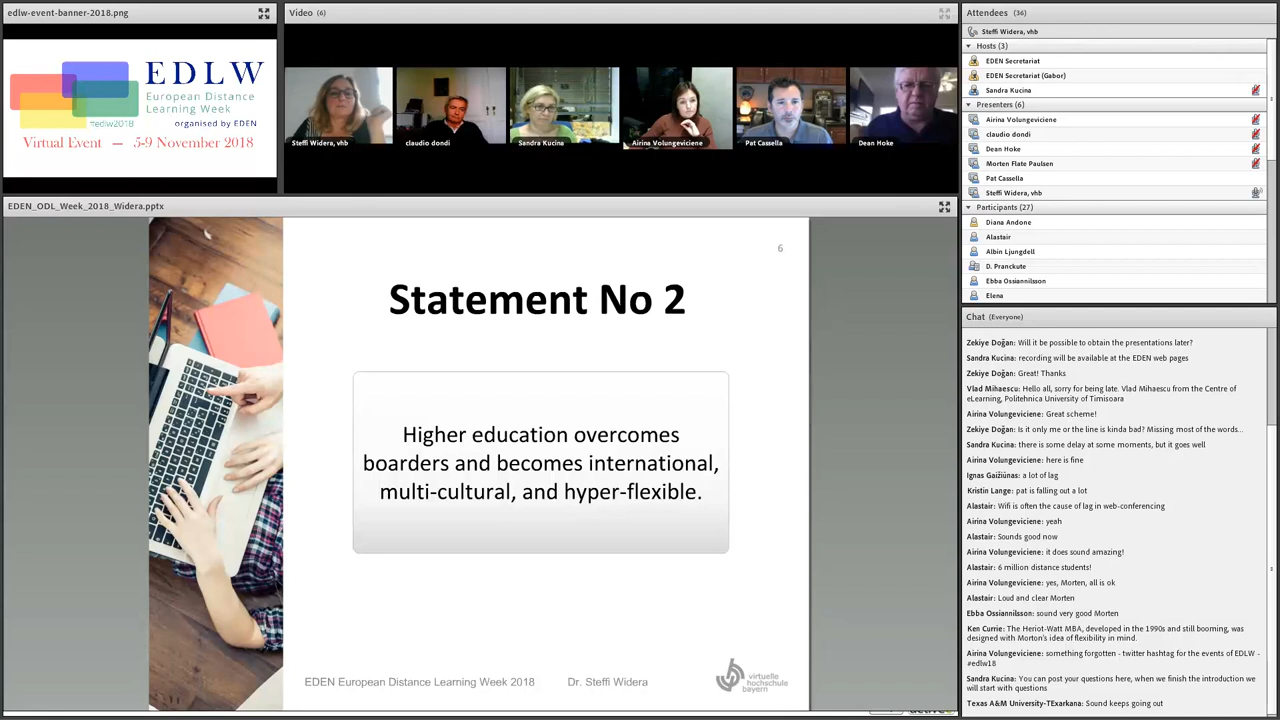 edlw-event-banner-2018.png
EDLW
European Distance
Learning Week
#edlw2018
organised by EDEN
Virtual Event — 5-9 November 2018
Video (6)
Steffi Widera, vhb
claudio dondi
Sandra Kucina
Airina Volungeviciene
Pat Cassella
Dean Hoke
EDEN_ODL_Week_2018_Widera.pptx
6
Statement No 2
Higher education overcomes
boarders and becomes international,
multi-cultural, and hyper-flexible.
EDEN European Distance Learning Week 2018 Dr. Steffi Widera
virtuelle
hochschule
bayern
Attendees (36)
Steffi Widera, vhb
Hosts (3)
EDEN Secretariat
EDEN Secretariat (Gabor)
Sandra Kucina
Presenters (6)
Airina Volungeviciene
claudio dondi
Dean Hoke
Morten Flate Paulsen
Pat Cassella
Steffi Widera, vhb
Participants (27)
Diana Andone
Alastair
Albin Ljungdell
D. Pranckute
Ebba Ossiannilsson
Elena
Chat (Everyone)
Zekiye Doğan: Will it be possible to obtain the presentations later?
Sandra Kucina: recording will be available at the EDEN web pages
Zekiye Doğan: Great! Thanks
Vlad Mihaescu: Hello all, sorry for being late. Vlad Mihaescu from the Centre of
eLearning, Politehnica University of Timisoara
Airina Volungeviciene: Great scheme!
Zekiye Doğan: Is it only me or the line is kinda bad? Missing most of the words...
Sandra Kucina: there is some delay at some moments, but it goes well
Airina Volungeviciene: here is fine
Ignas Gaižiūnas: a lot of lag
Kristin Lange: pat is falling out a lot
Alastair: Wifi is often the cause of lag in web-conferencing
Airina Volungeviciene: yeah
Alastair: Sounds good now
Airina Volungeviciene: it does sound amazing!
Alastair: 6 million distance students!
Airina Volungeviciene: yes, Morten, all is ok
Alastair: Loud and clear Morten
Ebba Ossiannilsson: sound very good Morten
Ken Currie: The Heriot-Watt MBA, developed in the 1990s and still booming, was
designed with Morton's idea of flexibility in mind.
Airina Volungeviciene: something forgotten - twitter hashtag for the events of EDLW -
#edlw18
Sandra Kucina: You can post your questions here, when we finish the introduction we
will start with questions
Texas A&M University-TExarkana: Sound keeps going out